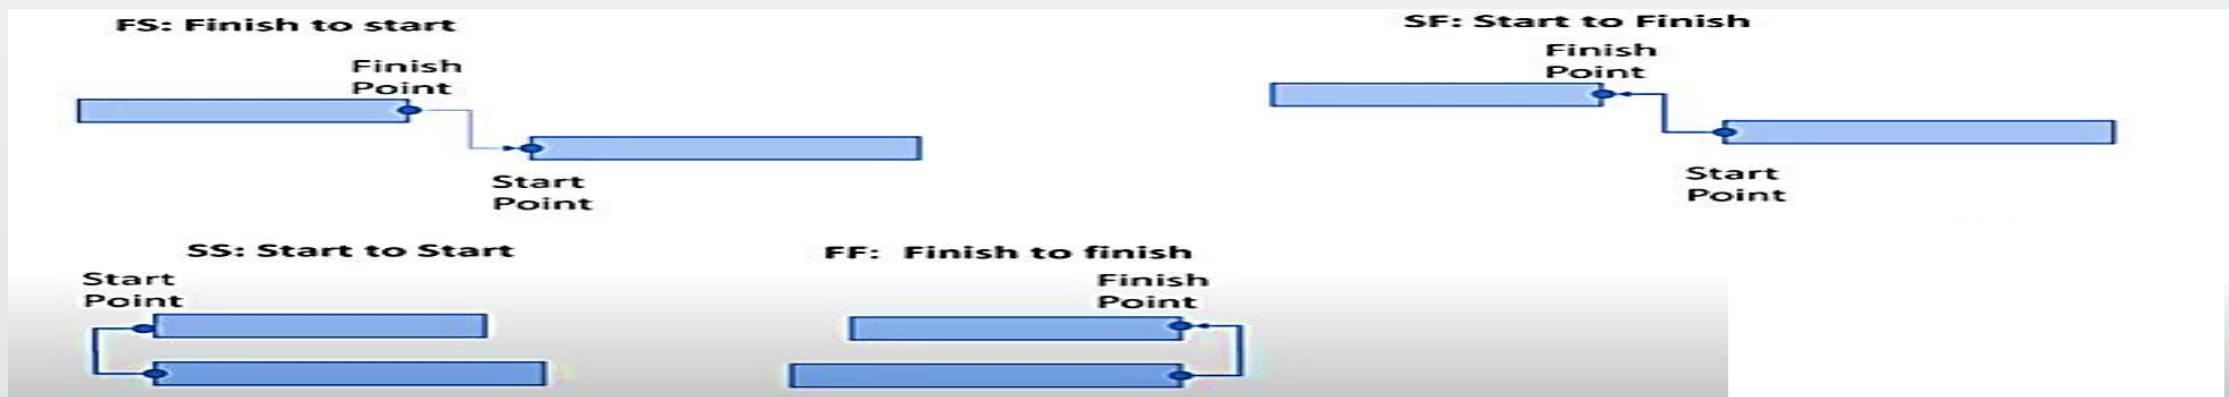 FS: Finish to start
Finish
Point
Start
Point
SF: Start to Finish
Finish
Point
Start
Point
SS: Start to Start
Start
Point
FF: Finish to finish
Finish
Point